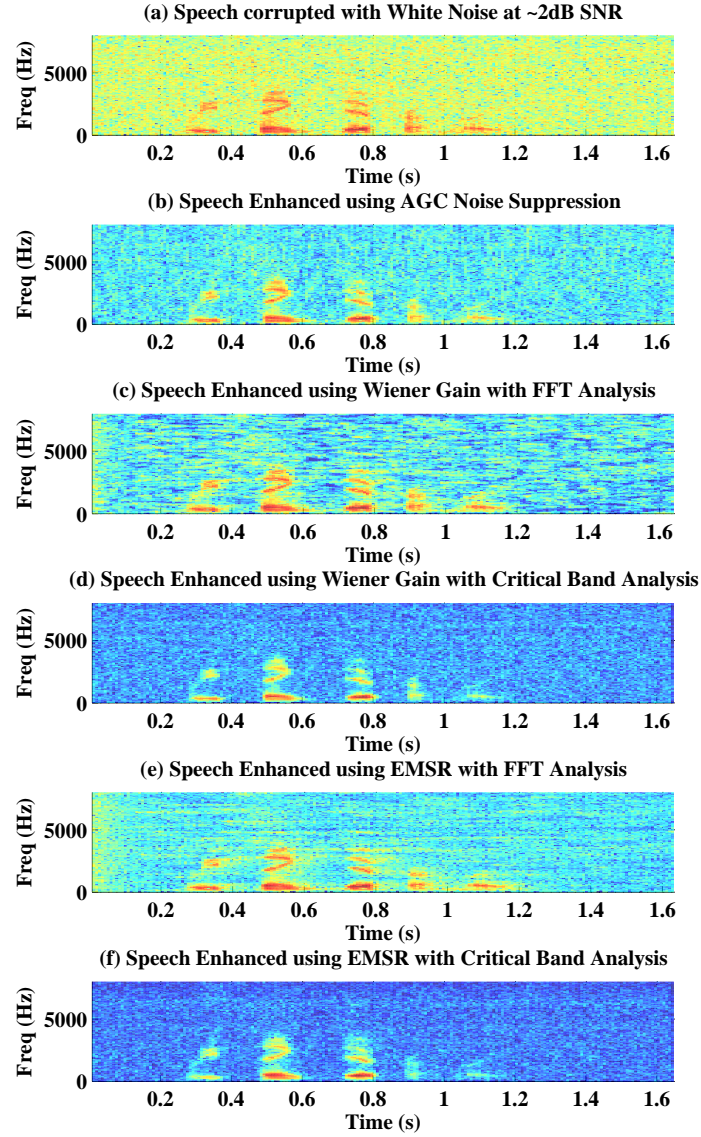 (a) Speech corrupted with White Noise at ~2dB SNR
Freq (Hz)
5000
0
0.2 0.4 0.6 0.8 1 1.2 1.4 1.6
Time (s)
(b) Speech Enhanced using AGC Noise Suppression
Freq (Hz)
5000
0
0.2 0.4 0.6 0.8 1 1.2 1.4 1.6
Time (s)
(c) Speech Enhanced using Wiener Gain with FFT Analysis
Freq (Hz)
5000
0
0.2 0.4 0.6 0.8 1 1.2 1.4 1.6
Time (s)
(d) Speech Enhanced using Wiener Gain with Critical Band Analysis
Freq (Hz)
5000
0
0.2 0.4 0.6 0.8 1 1.2 1.4 1.6
Time (s)
(e) Speech Enhanced using EMSR with FFT Analysis
Freq (Hz)
5000
0
0.2 0.4 0.6 0.8 1 1.2 1.4 1.6
Time (s)
(f) Speech Enhanced using EMSR with Critical Band Analysis
Freq (Hz)
5000
0
0.2 0.4 0.6 0.8 1 1.2 1.4 1.6
Time (s)